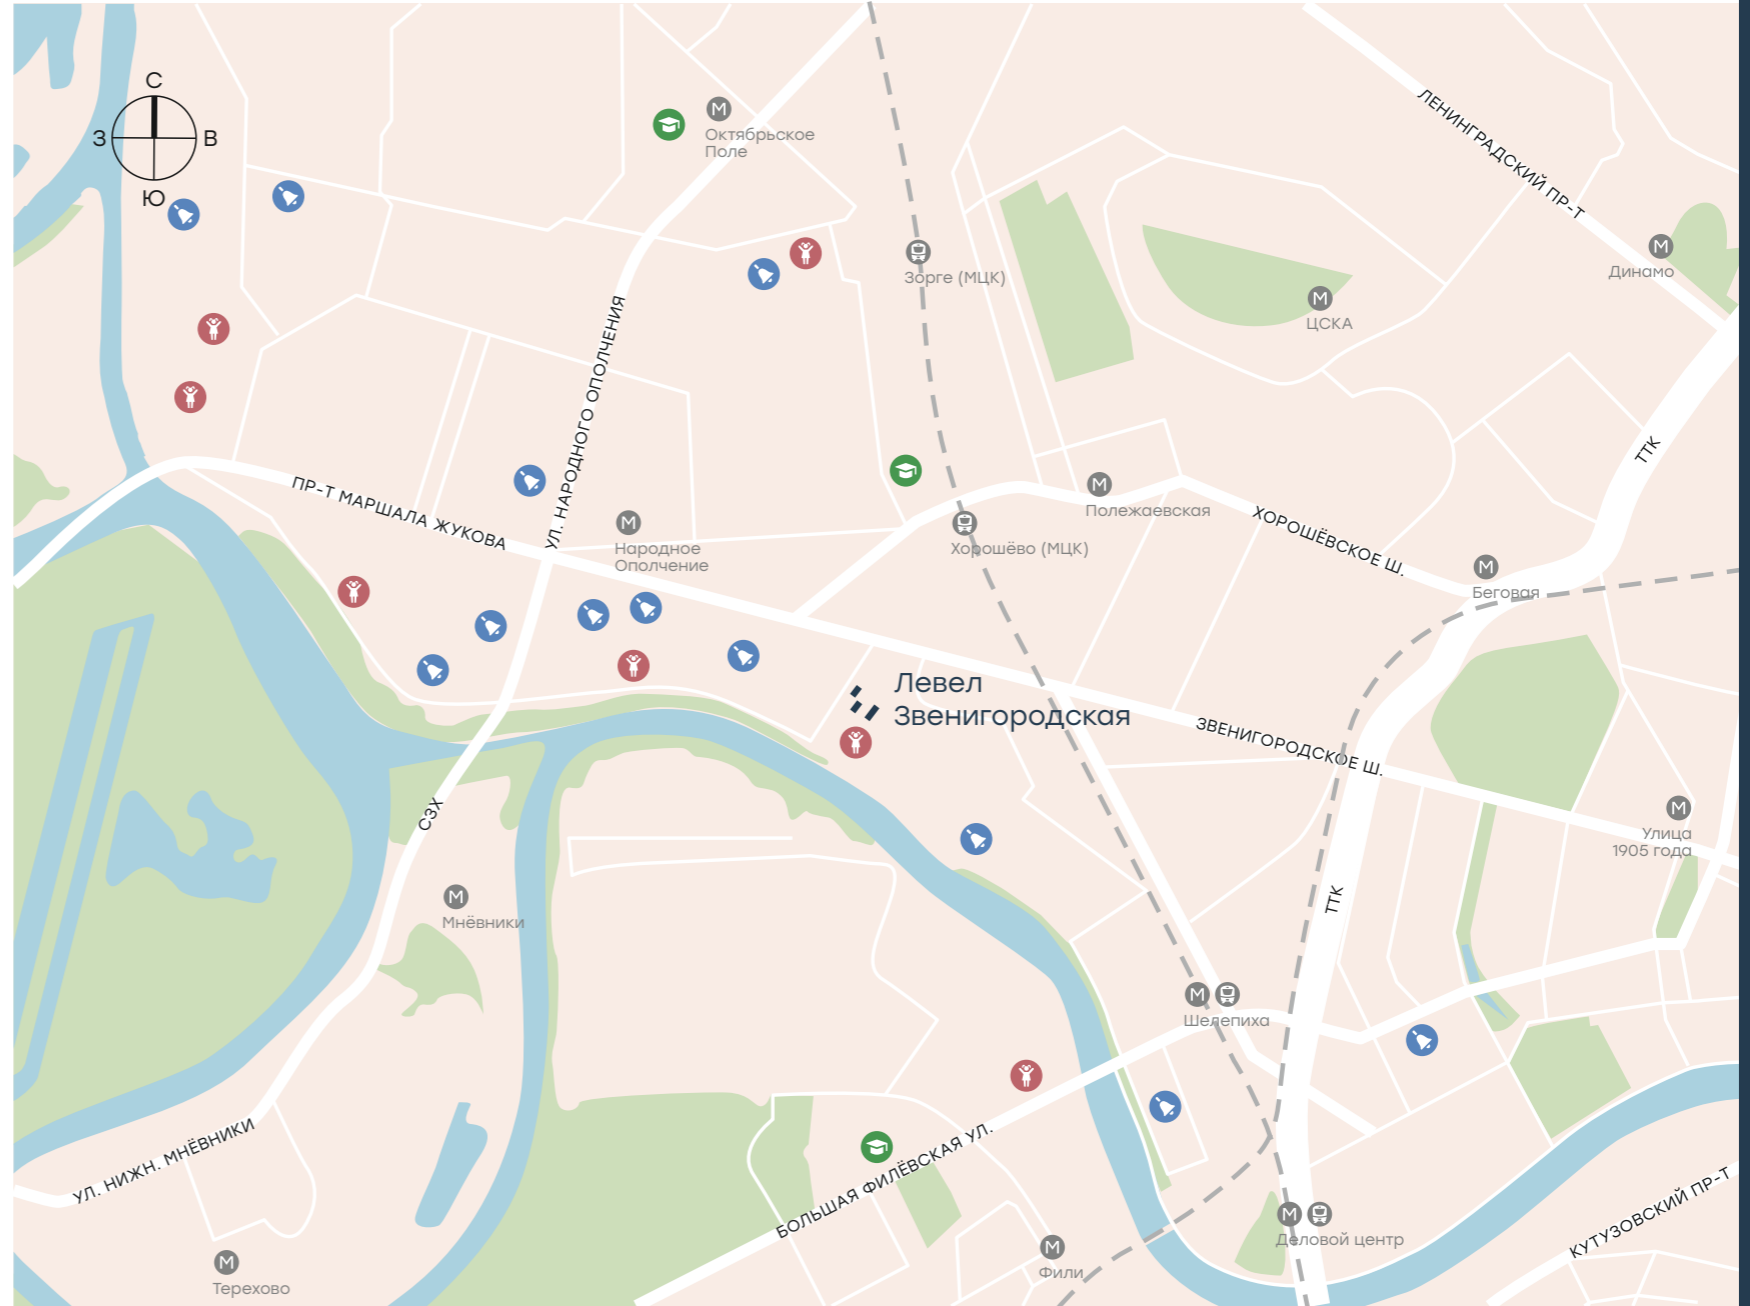 С
З
В
Ю
М
Октябрьское
Поле
ЛЕНИНГРАДСКИЙ ПР-Т
М
Динамо
Зорге (МЦК)
М
ЦСКА
УЛ. НАРОДНОГО ОПОЛЧЕНИЯ
ТТК
ПР-Т МАРШАЛА ЖУКОВА
М
Народное
Ополчение
М
Полежаевская
Хорошёво (МЦК)
ХОРОШЁВСКОЕ Ш.
М
Беговая
Левел
Звенигородская
ЗВЕНИГОРОДСКОЕ Ш.
СЗХ
М
Улица
1905 года
ТТК
М
Мнёвники
М
Шелепиха
УЛ. НИЖН. МНЁВНИКИ
БОЛЬШАЯ ФИЛЁВСКАЯ УЛ.
М
Деловой центр
КУТУЗОВСКИЙ ПР-Т
М
Фили
М
Терехово